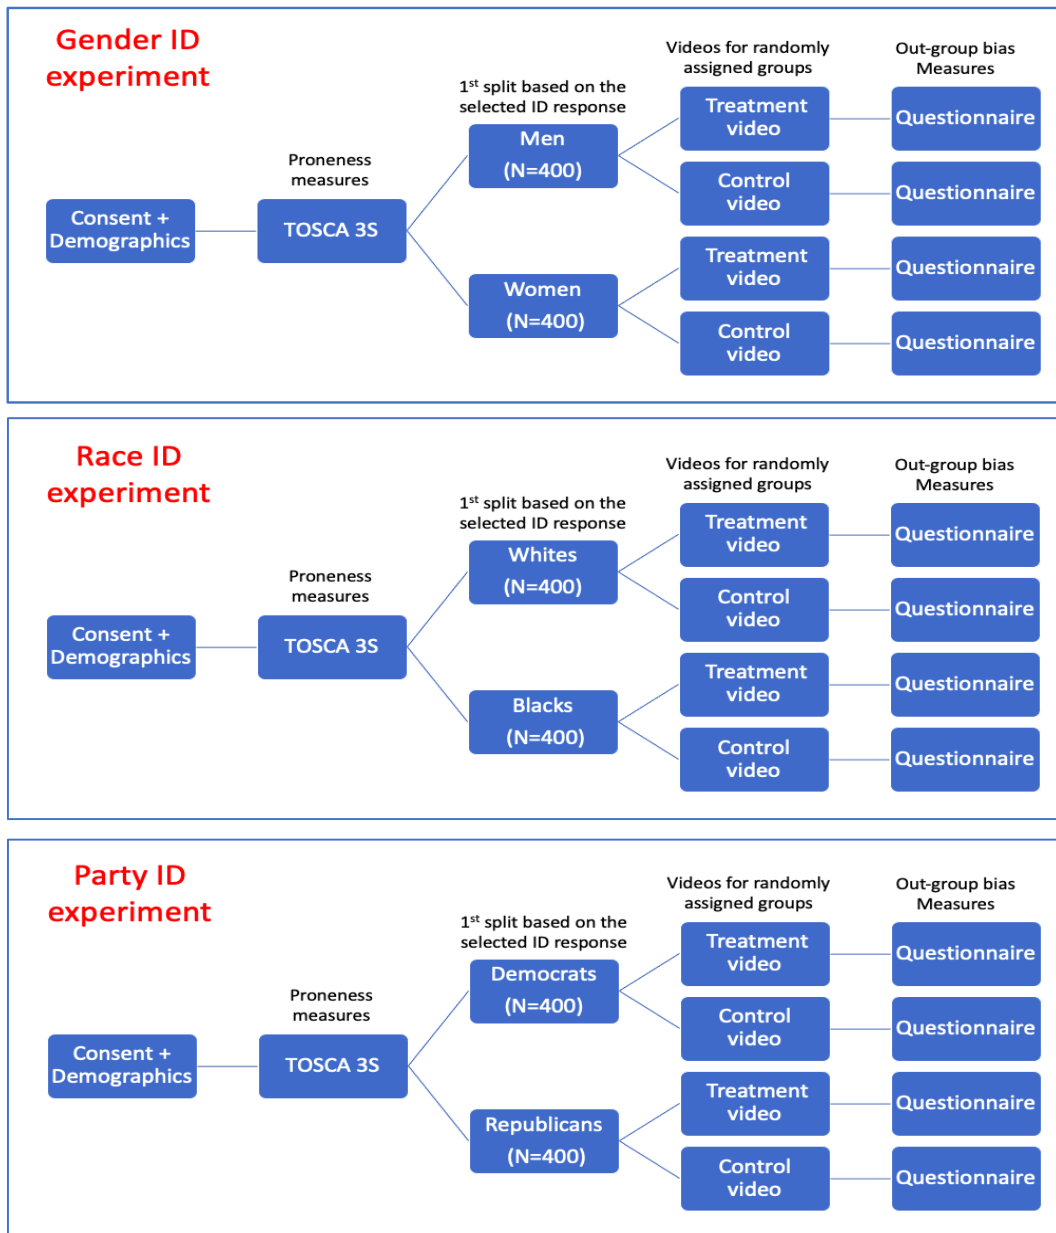 Gender ID
experiment
Consent +
Demographics
Proneness
measures
TOSCA 3S
1st split based on the
selected ID response
Men
(N=400)
Women
(N=400)
Videos for randomly
assigned groups
Treatment
video
Control
video
Treatment
video
Control
video
Out-group bias
Measures
Questionnaire
Questionnaire
Questionnaire
Questionnaire
Race ID
experiment
Consent +
Demographics
Proneness
measures
TOSCA 3S
1st split based on the
selected ID response
Whites
(N=400)
Blacks
(N=400)
Videos for randomly
assigned groups
Treatment
video
Control
video
Treatment
video
Control
video
Out-group bias
Measures
Questionnaire
Questionnaire
Questionnaire
Questionnaire
Party ID
experiment
Consent +
Demographics
Proneness
measures
TOSCA 3S
1st split based on the
selected ID response
Democrats
(N=400)
Republicans
(N=400)
Videos for randomly
assigned groups
Treatment
video
Control
video
Treatment
video
Control
video
Out-group bias
Measures
Questionnaire
Questionnaire
Questionnaire
Questionnaire